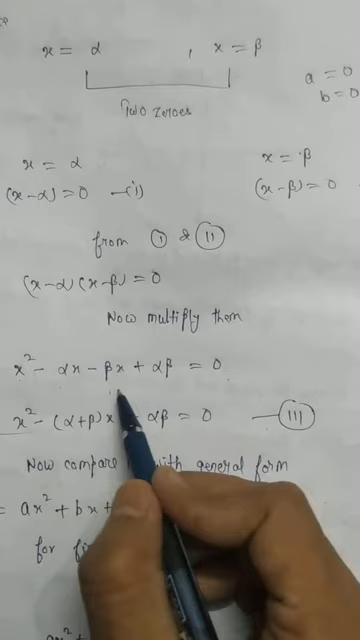 x = α , x = β
a = 0
b = 0
Two zeroes
x = α x = β
(x-α) = 0 —(i) (x-β) = 0
from (I) & (II)
(x-α) (x-β) = 0
Now multiply them
x² - αx - βx + αβ = 0
x² - (α+β)x αβ = 0 —(III)
Now compare with general form
= ax² + bx +
for
ax²